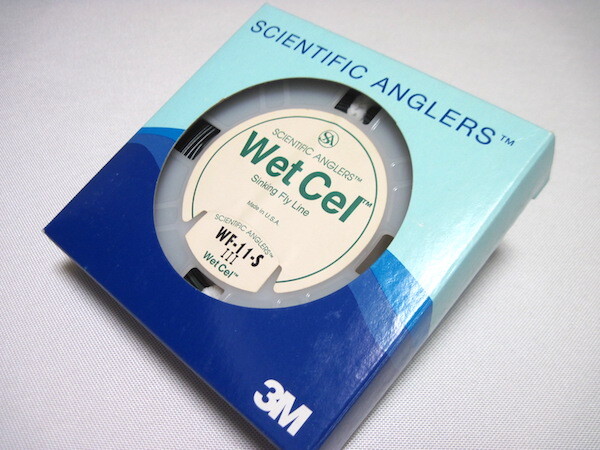 SCIENTIFIC ANGLERS™
SA
SCIENTIFIC ANGLERS™
Wet Cel™
Sinking Fly Line
Made in U.S.A.
SCIENTIFIC ANGLERS™
WF-11-S
III
Wet Cel™
3M